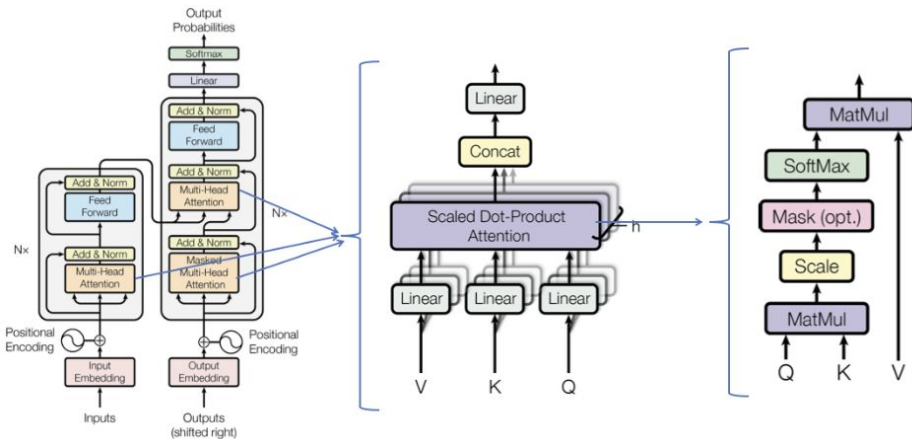 Output
Probabilities
Softmax
Linear
Add & Norm
Feed
Forward
Add & Norm
Multi-Head
Attention
Nx
Add & Norm
Masked
Multi-Head
Attention
Positional
Encoding
Output
Embedding
Outputs
(shifted right)
Add & Norm
Feed
Forward
Nx
Add & Norm
Multi-Head
Attention
Positional
Encoding
Input
Embedding
Inputs
Linear
Concat
Scaled Dot-Product
Attention
h
Linear Linear Linear
V K Q
MatMul
SoftMax
Mask (opt.)
Scale
MatMul
Q K V